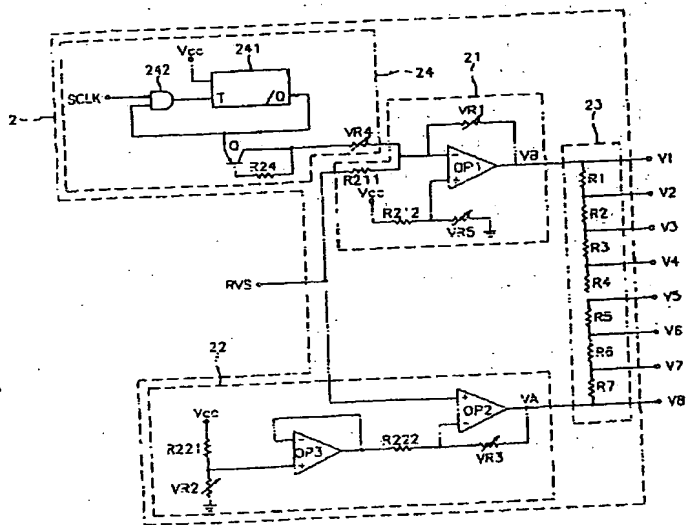 241
Vcc
242
21
24
2
SCLK
T
/Q
VR1
23
Q
VR4
VB
V1
R24
OP1
R1
R211
V2
Vcc
R2
R212
V3
VR5
R3
V4
RVS
R4
V5
R5
V6
22
R6
V7
Vcc
OP2
VA
R7
V8
R221
OP3
R222
VR3
VR2